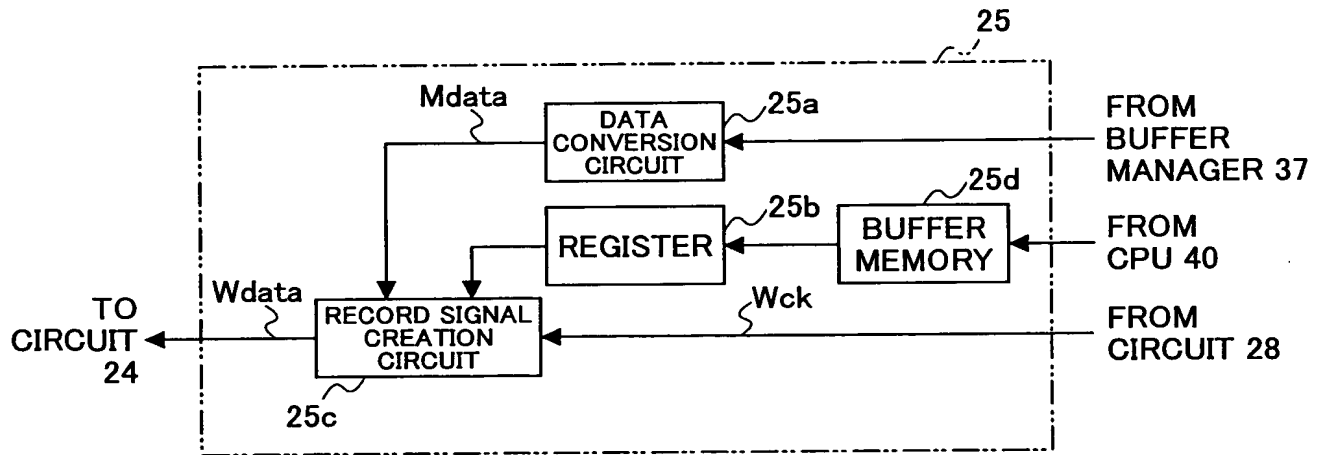 25
Mdata
25a
DATA
CONVERSION
CIRCUIT
FROM
BUFFER
MANAGER 37
25b
25d
REGISTER
BUFFER
MEMORY
FROM
CPU 40
TO
CIRCUIT
24
Wdata
RECORD SIGNAL
CREATION
CIRCUIT
Wck
FROM
CIRCUIT 28
25c